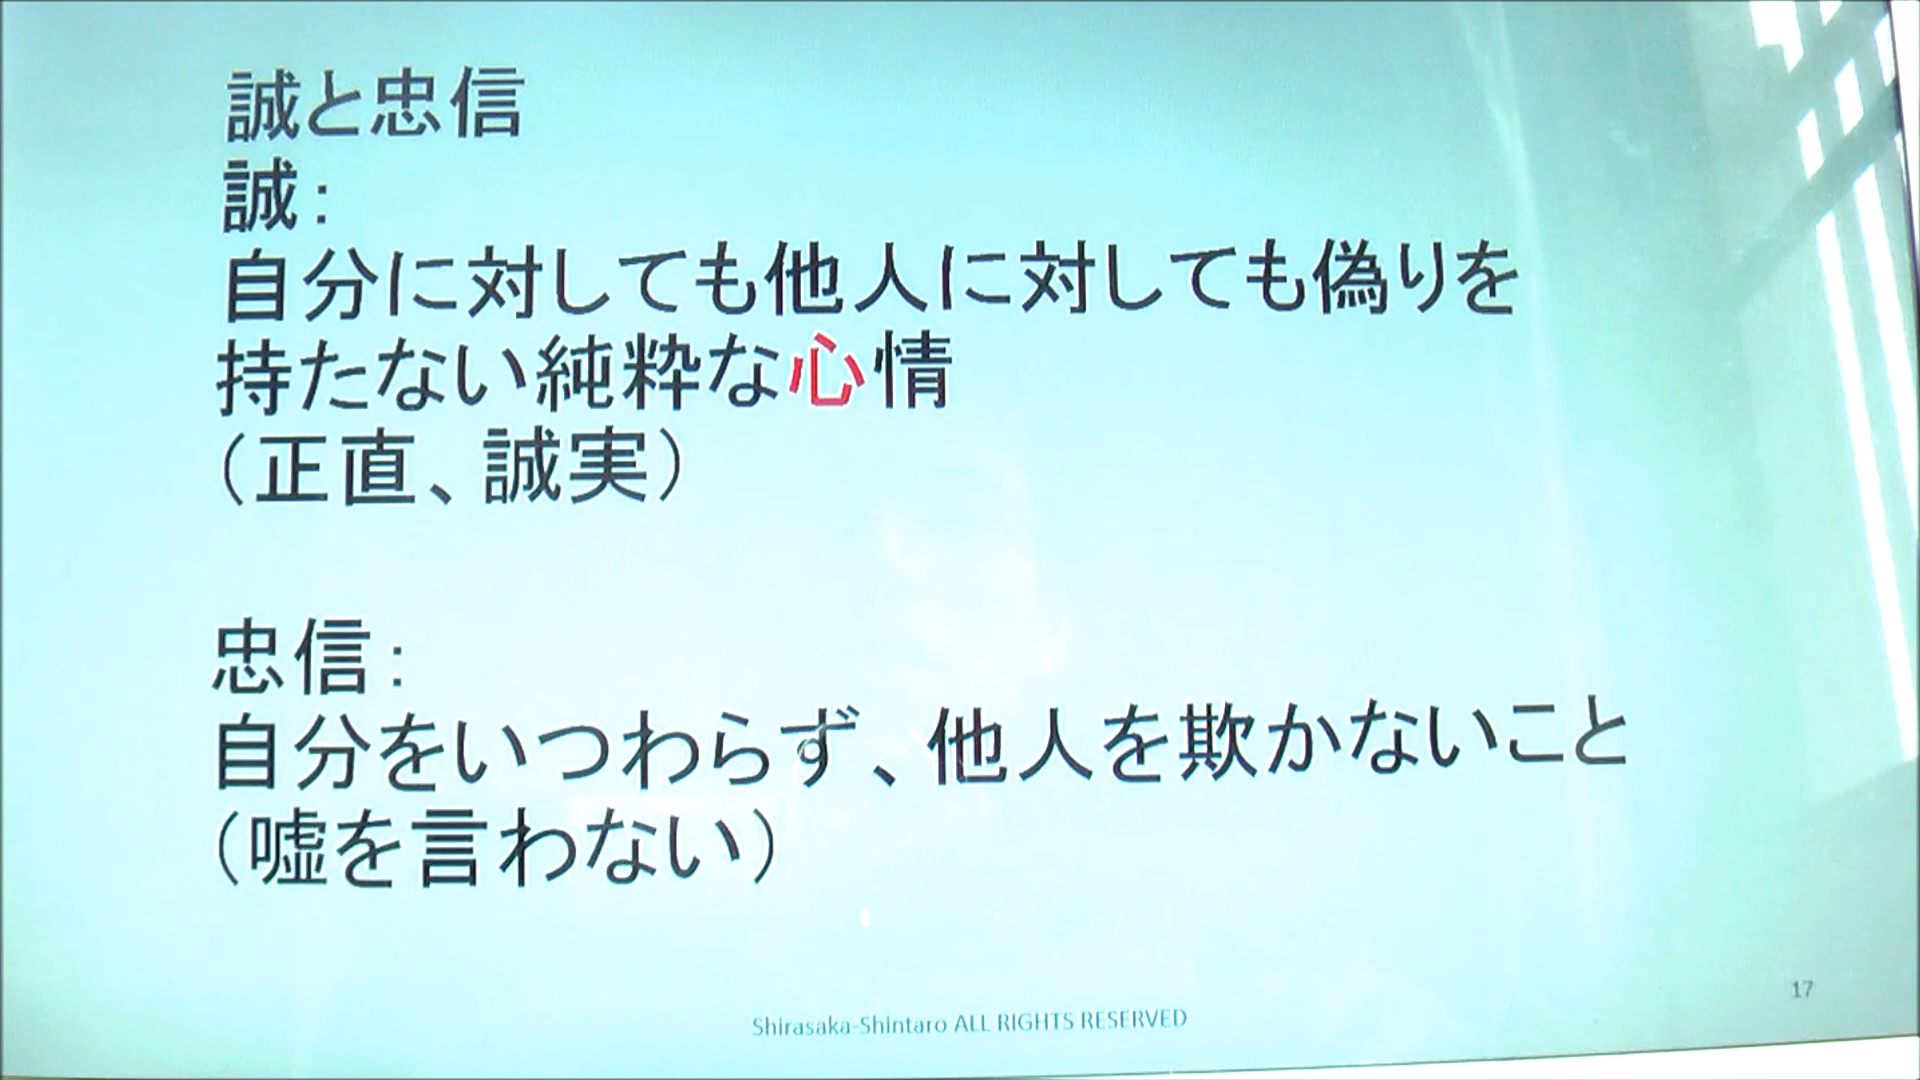 誠と忠信
誠：
自分に対しても他人に対しても偽りを
持たない純粋な心情
（正直、誠実）
忠信：
自分をいつわらず、他人を欺かないこと
（嘘を言わない）
17
Shirasaka-Shintaro ALL RIGHTS RESERVED